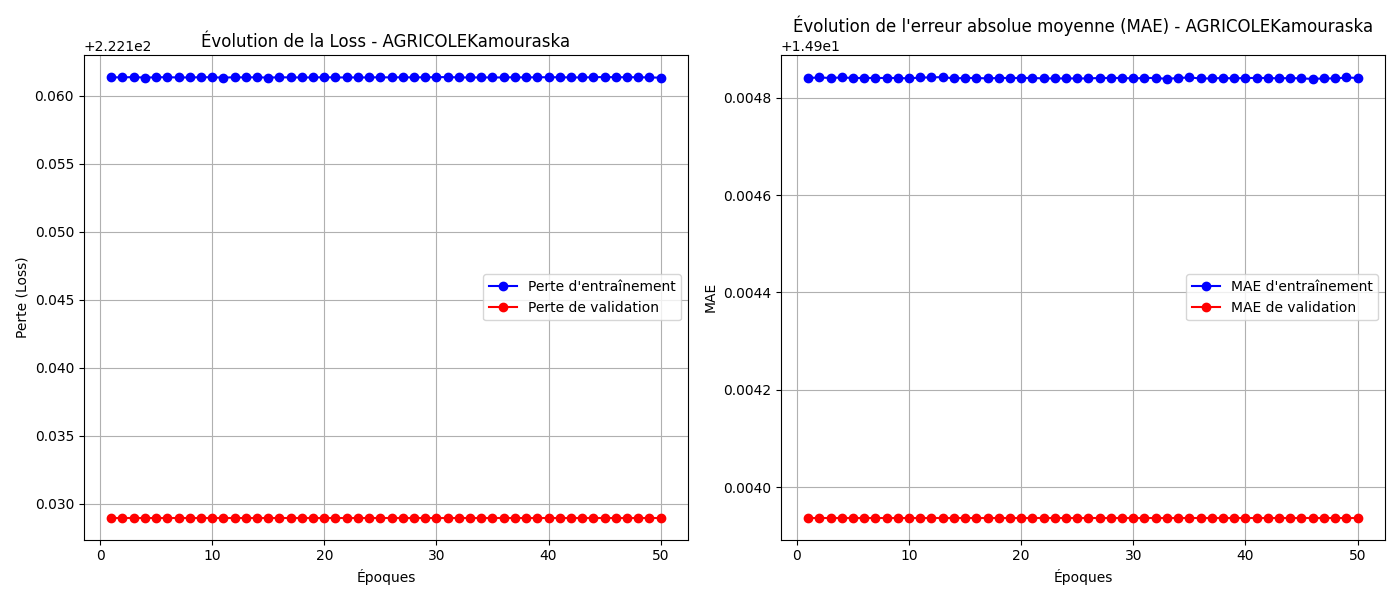 Évolution de la Loss - AGRICOLEKamouraska
+2.221e2
0.060
0.055
0.050
0.045
0.040
0.035
0.030
Perte (Loss)
Perte d'entraînement
Perte de validation
0
10
20
30
40
50
Époques
Évolution de l'erreur absolue moyenne (MAE) - AGRICOLEKamouraska
+1.49e1
0.0048
0.0046
0.0044
0.0042
0.0040
MAE
MAE d'entraînement
MAE de validation
0
10
20
30
40
50
Époques